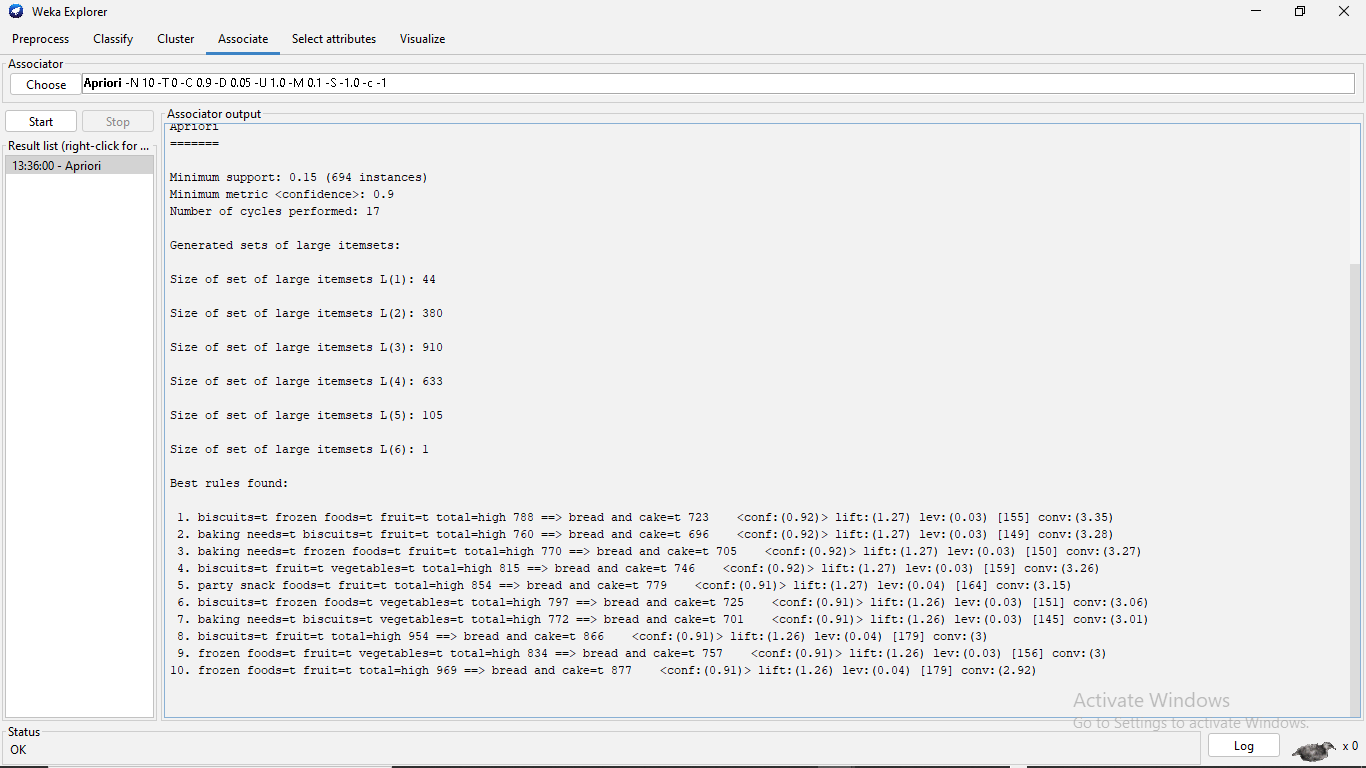 Weka Explorer
Preprocess Classify Cluster Associate Select attributes Visualize
Associator
Choose Apriori -N 10 -T 0 -C 0.9 -D 0.05 -U 1.0 -M 0.1 -S -1.0 -c -1
Start Stop
Result list (right-click for ...
13:36:00 - Apriori
Associator output
Apriori
=======
Minimum support: 0.15 (694 instances)
Minimum metric <confidence>: 0.9
Number of cycles performed: 17
Generated sets of large itemsets:
Size of set of large itemsets L(1): 44
Size of set of large itemsets L(2): 380
Size of set of large itemsets L(3): 910
Size of set of large itemsets L(4): 633
Size of set of large itemsets L(5): 105
Size of set of large itemsets L(6): 1
Best rules found:
1. biscuits=t frozen foods=t fruit=t total=high 788 ==> bread and cake=t 723 <conf:(0.92)> lift:(1.27) lev:(0.03) [155] conv:(3.35)
2. baking needs=t biscuits=t fruit=t total=high 760 ==> bread and cake=t 696 <conf:(0.92)> lift:(1.27) lev:(0.03) [149] conv:(3.28)
3. baking needs=t frozen foods=t fruit=t total=high 770 ==> bread and cake=t 705 <conf:(0.92)> lift:(1.27) lev:(0.03) [150] conv:(3.27)
4. biscuits=t fruit=t vegetables=t total=high 815 ==> bread and cake=t 746 <conf:(0.92)> lift:(1.27) lev:(0.03) [159] conv:(3.26)
5. party snack foods=t fruit=t total=high 854 ==> bread and cake=t 779 <conf:(0.91)> lift:(1.27) lev:(0.04) [164] conv:(3.15)
6. biscuits=t frozen foods=t vegetables=t total=high 797 ==> bread and cake=t 725 <conf:(0.91)> lift:(1.26) lev:(0.03) [151] conv:(3.06)
7. baking needs=t biscuits=t vegetables=t total=high 772 ==> bread and cake=t 701 <conf:(0.91)> lift:(1.26) lev:(0.03) [145] conv:(3.01)
8. biscuits=t fruit=t total=high 954 ==> bread and cake=t 866 <conf:(0.91)> lift:(1.26) lev:(0.04) [179] conv:(3)
9. frozen foods=t fruit=t vegetables=t total=high 834 ==> bread and cake=t 757 <conf:(0.91)> lift:(1.26) lev:(0.03) [156] conv:(3)
10. frozen foods=t fruit=t total=high 969 ==> bread and cake=t 877 <conf:(0.91)> lift:(1.26) lev:(0.04) [179] conv:(2.92)
Activate Windows
Go to Settings to activate Windows.
Status
OK
Log
x 0